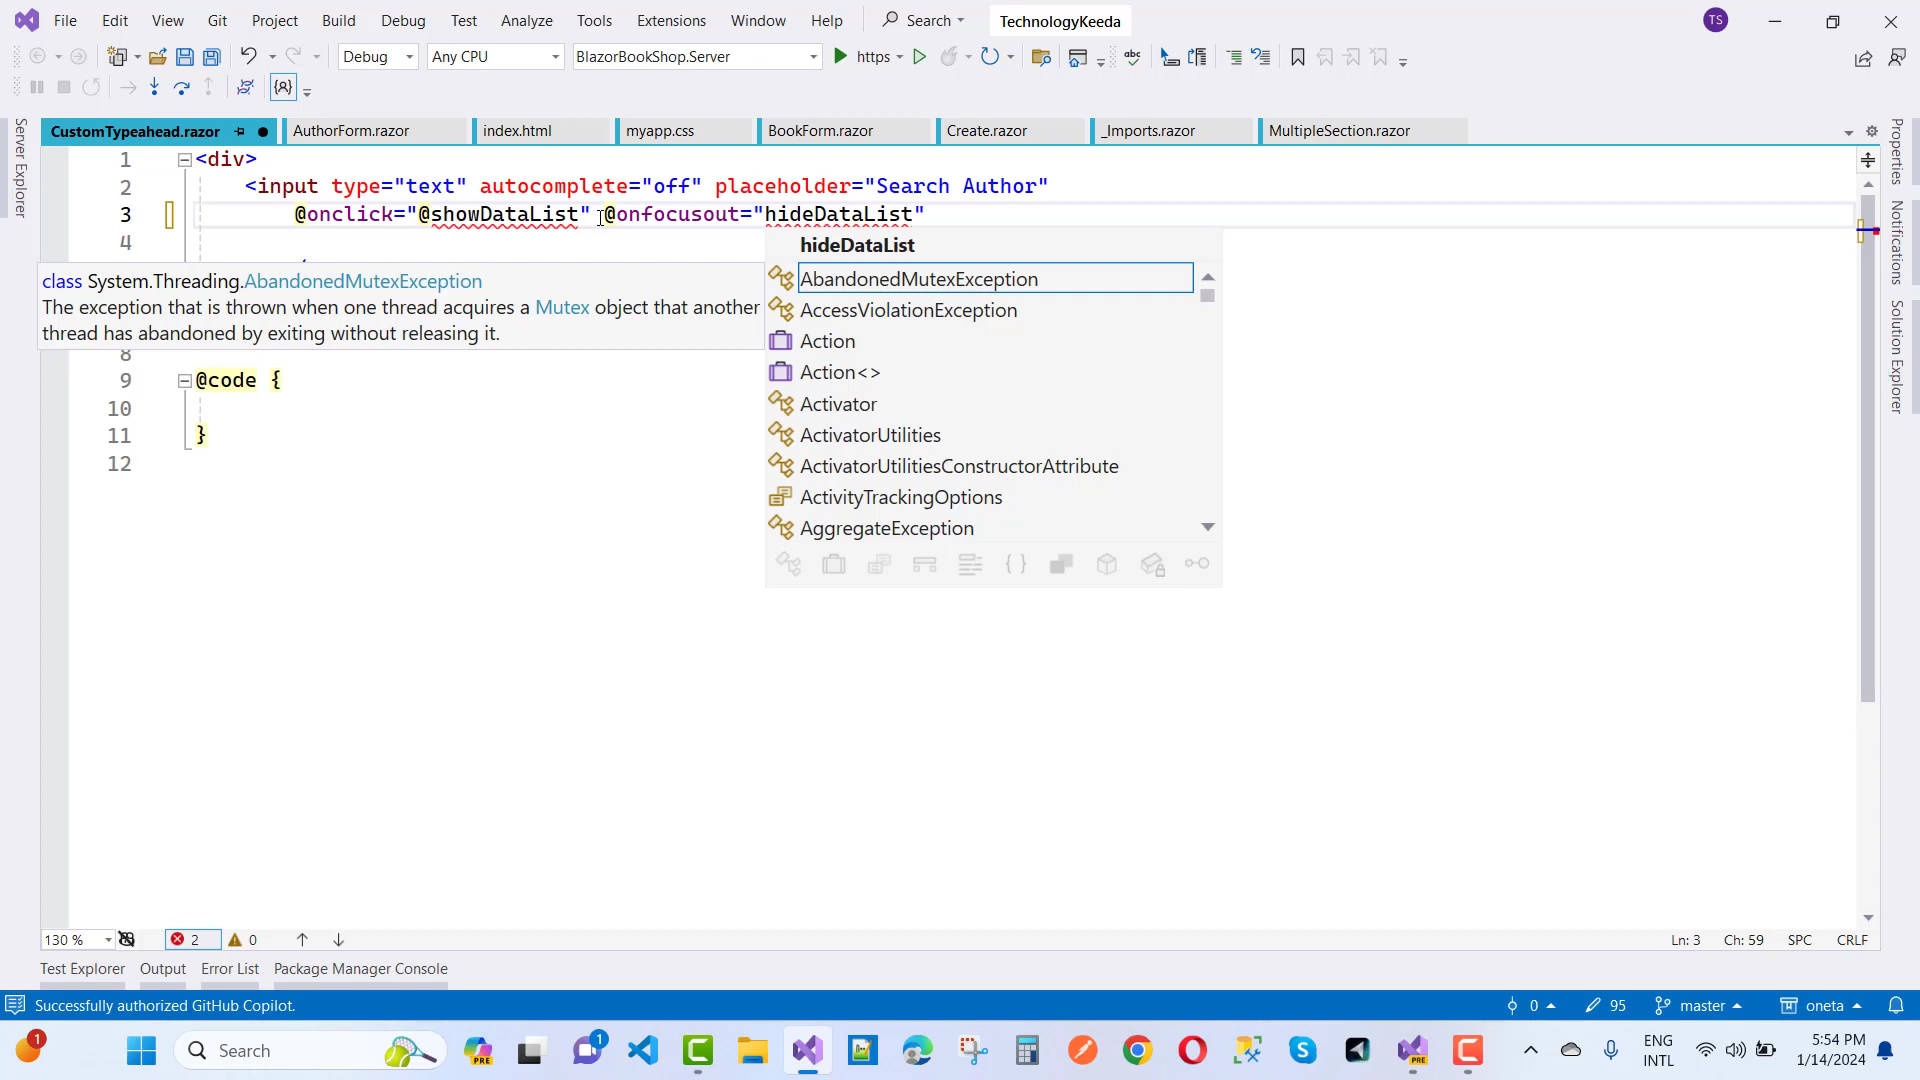 File Edit View Git Project Build Debug Test Analyze Tools Extensions Window Help Search TechnologyKeeda TS
Debug Any CPU BlazorBookShop.Server https
CustomTypeahead.razor AuthorForm.razor index.html myapp.css BookForm.razor Create.razor _Imports.razor MultipleSection.razor
Server Explorer
Properties
Notifications
Solution Explorer
1 <div>
2 <input type="text" autocomplete="off" placeholder="Search Author"
3 @onclick="@showDataList" @onfocusout="hideDataList"
4
hideDataList
AbandonedMutexException
AccessViolationException
Action
Action<>
Activator
ActivatorUtilities
ActivatorUtilitiesConstructorAttribute
ActivityTrackingOptions
AggregateException
class System.Threading.AbandonedMutexException
The exception that is thrown when one thread acquires a Mutex object that another
thread has abandoned by exiting without releasing it.
8
9 @code {
10
11 }
12
130 % 2 0 Ln: 3 Ch: 59 SPC CRLF
Test Explorer Output Error List Package Manager Console
Successfully authorized GitHub Copilot. 0 95 master oneta
1 Search PRE 1 PRE ENG 5:54 PM
INTL 1/14/2024